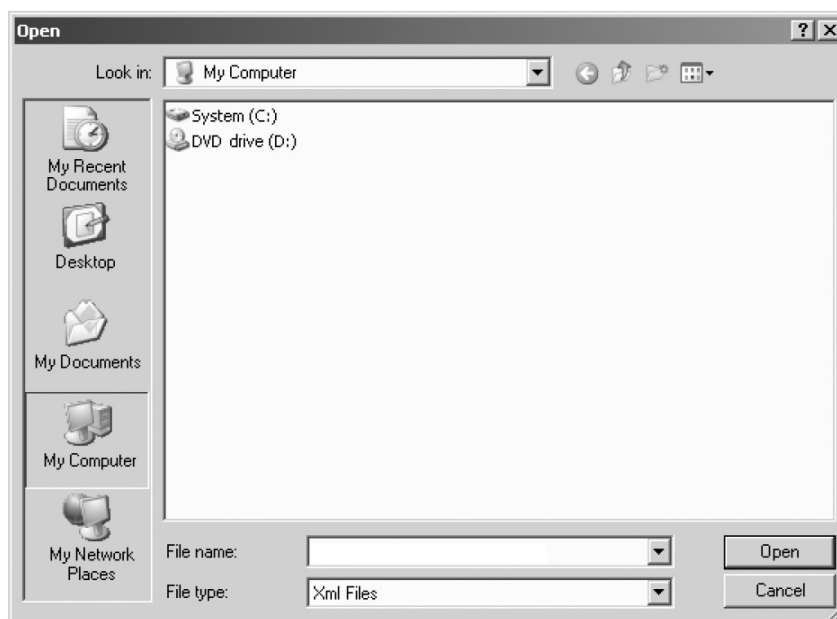 Open
Look in: My Computer
System (C:)
DVD drive (D:)
My Recent
Documents
Desktop
My Documents
My Computer
My Network
Places
File name:
Open
File type: Xml Files
Cancel